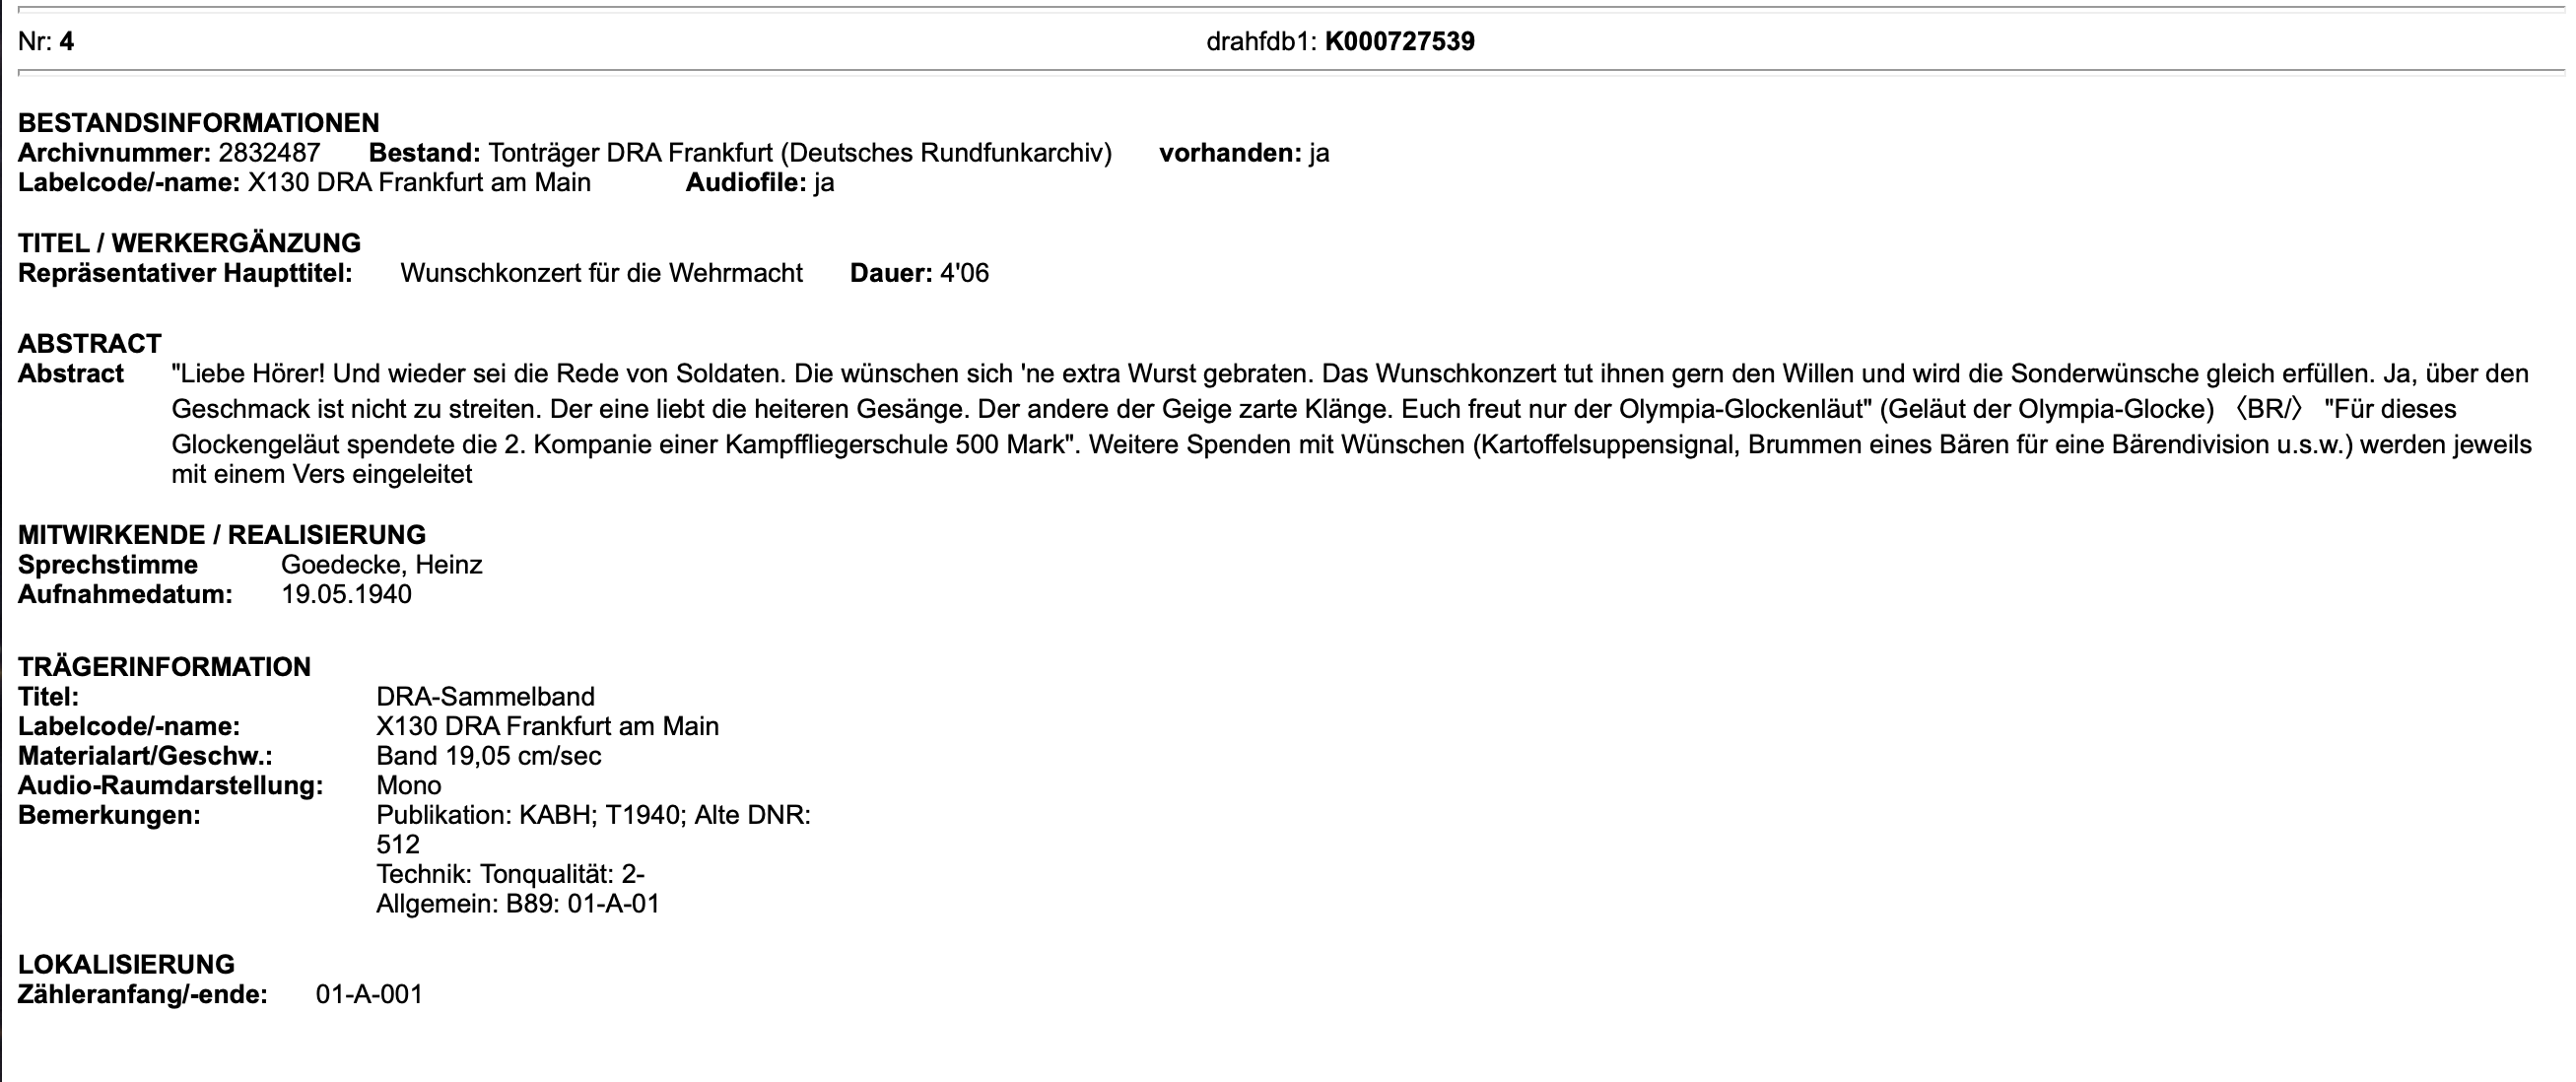 Nr: 4 drahfdb1: K000727539
BESTANDSINFORMATIONEN
Archivnummer: 2832487 Bestand: Tonträger DRA Frankfurt (Deutsches Rundfunkarchiv) vorhanden: ja
Labelcode/-name: X130 DRA Frankfurt am Main Audiofile: ja
TITEL / WERKERGÄNZUNG
Repräsentativer Haupttitel: Wunschkonzert für die Wehrmacht Dauer: 4'06
ABSTRACT
Abstract "Liebe Hörer! Und wieder sei die Rede von Soldaten. Die wünschen sich 'ne extra Wurst gebraten. Das Wunschkonzert tut ihnen gern den Willen und wird die Sonderwünsche gleich erfüllen. Ja, über den
Geschmack ist nicht zu streiten. Der eine liebt die heiteren Gesänge. Der andere der Geige zarte Klänge. Euch freut nur der Olympia-Glockenläut" (Geläut der Olympia-Glocke) 〈BR/〉 "Für dieses
Glockengeläut spendete die 2. Kompanie einer Kampffliegerschule 500 Mark". Weitere Spenden mit Wünschen (Kartoffelsuppensignal, Brummen eines Bären für eine Bärendivision u.s.w.) werden jeweils
mit einem Vers eingeleitet
MITWIRKENDE / REALISIERUNG
Sprechstimme Goedecke, Heinz
Aufnahmedatum: 19.05.1940
TRÄGERINFORMATION
Titel: DRA-Sammelband
Labelcode/-name: X130 DRA Frankfurt am Main
Materialart/Geschw.: Band 19,05 cm/sec
Audio-Raumdarstellung: Mono
Bemerkungen: Publikation: KABH; T1940; Alte DNR:
512
Technik: Tonqualität: 2-
Allgemein: B89: 01-A-01
LOKALISIERUNG
Zähleranfang/-ende: 01-A-001